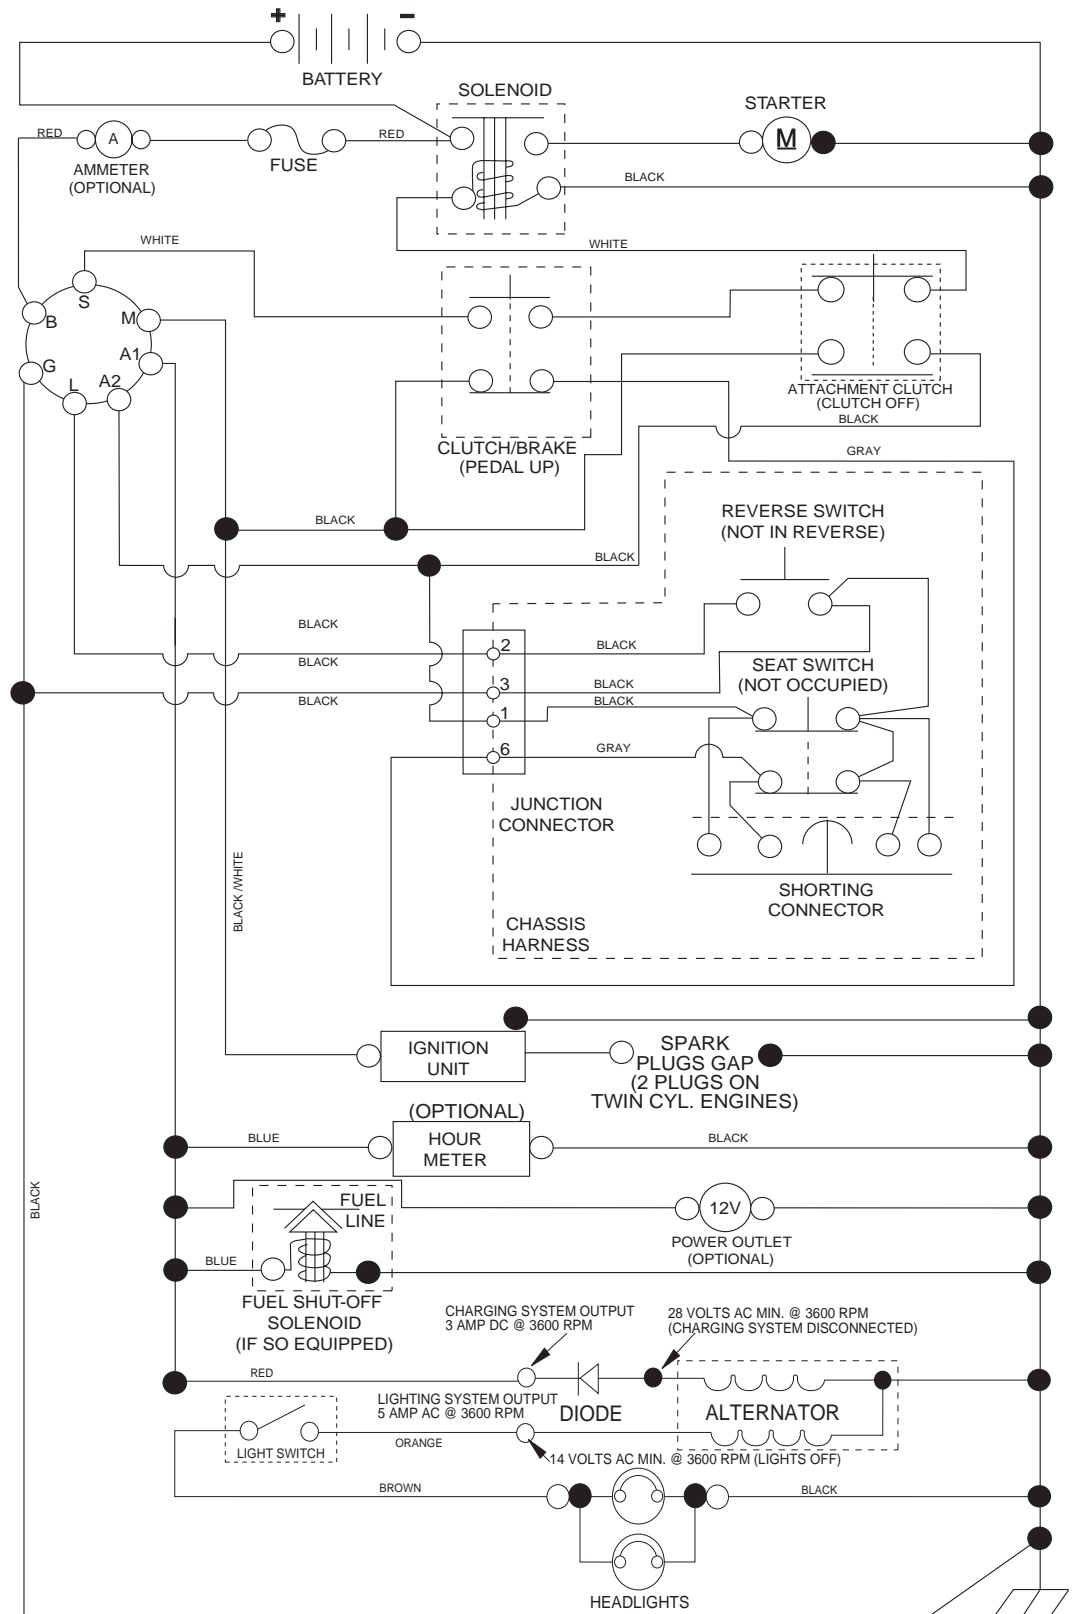 + −
BATTERY
SOLENOID
STARTER
M
RED
A
AMMETER
(OPTIONAL)
FUSE
RED
BLACK
WHITE
WHITE
S
B
M
A1
G
L
A2
CLUTCH/BRAKE
(PEDAL UP)
ATTACHMENT CLUTCH
(CLUTCH OFF)
BLACK
GRAY
BLACK
BLACK
REVERSE SWITCH
(NOT IN REVERSE)
BLACK
2
BLACK
BLACK
SEAT SWITCH
(NOT OCCUPIED)
3
BLACK
BLACK
BLACK
1
6
GRAY
JUNCTION
CONNECTOR
SHORTING
CONNECTOR
CHASSIS
HARNESS
BLACK /WHITE
IGNITION
UNIT
SPARK
PLUGS GAP
(2 PLUGS ON
TWIN CYL. ENGINES)
(OPTIONAL)
HOUR
METER
BLUE
BLACK
BLACK
FUEL
LINE
12V
POWER OUTLET
(OPTIONAL)
BLUE
FUEL SHUT-OFF
SOLENOID
(IF SO EQUIPPED)
CHARGING SYSTEM OUTPUT
3 AMP DC @ 3600 RPM
28 VOLTS AC MIN. @ 3600 RPM
(CHARGING SYSTEM DISCONNECTED)
RED
LIGHTING SYSTEM OUTPUT
5 AMP AC @ 3600 RPM
DIODE
ALTERNATOR
LIGHT SWITCH
ORANGE
14 VOLTS AC MIN. @ 3600 RPM (LIGHTS OFF)
BROWN
BLACK
HEADLIGHTS